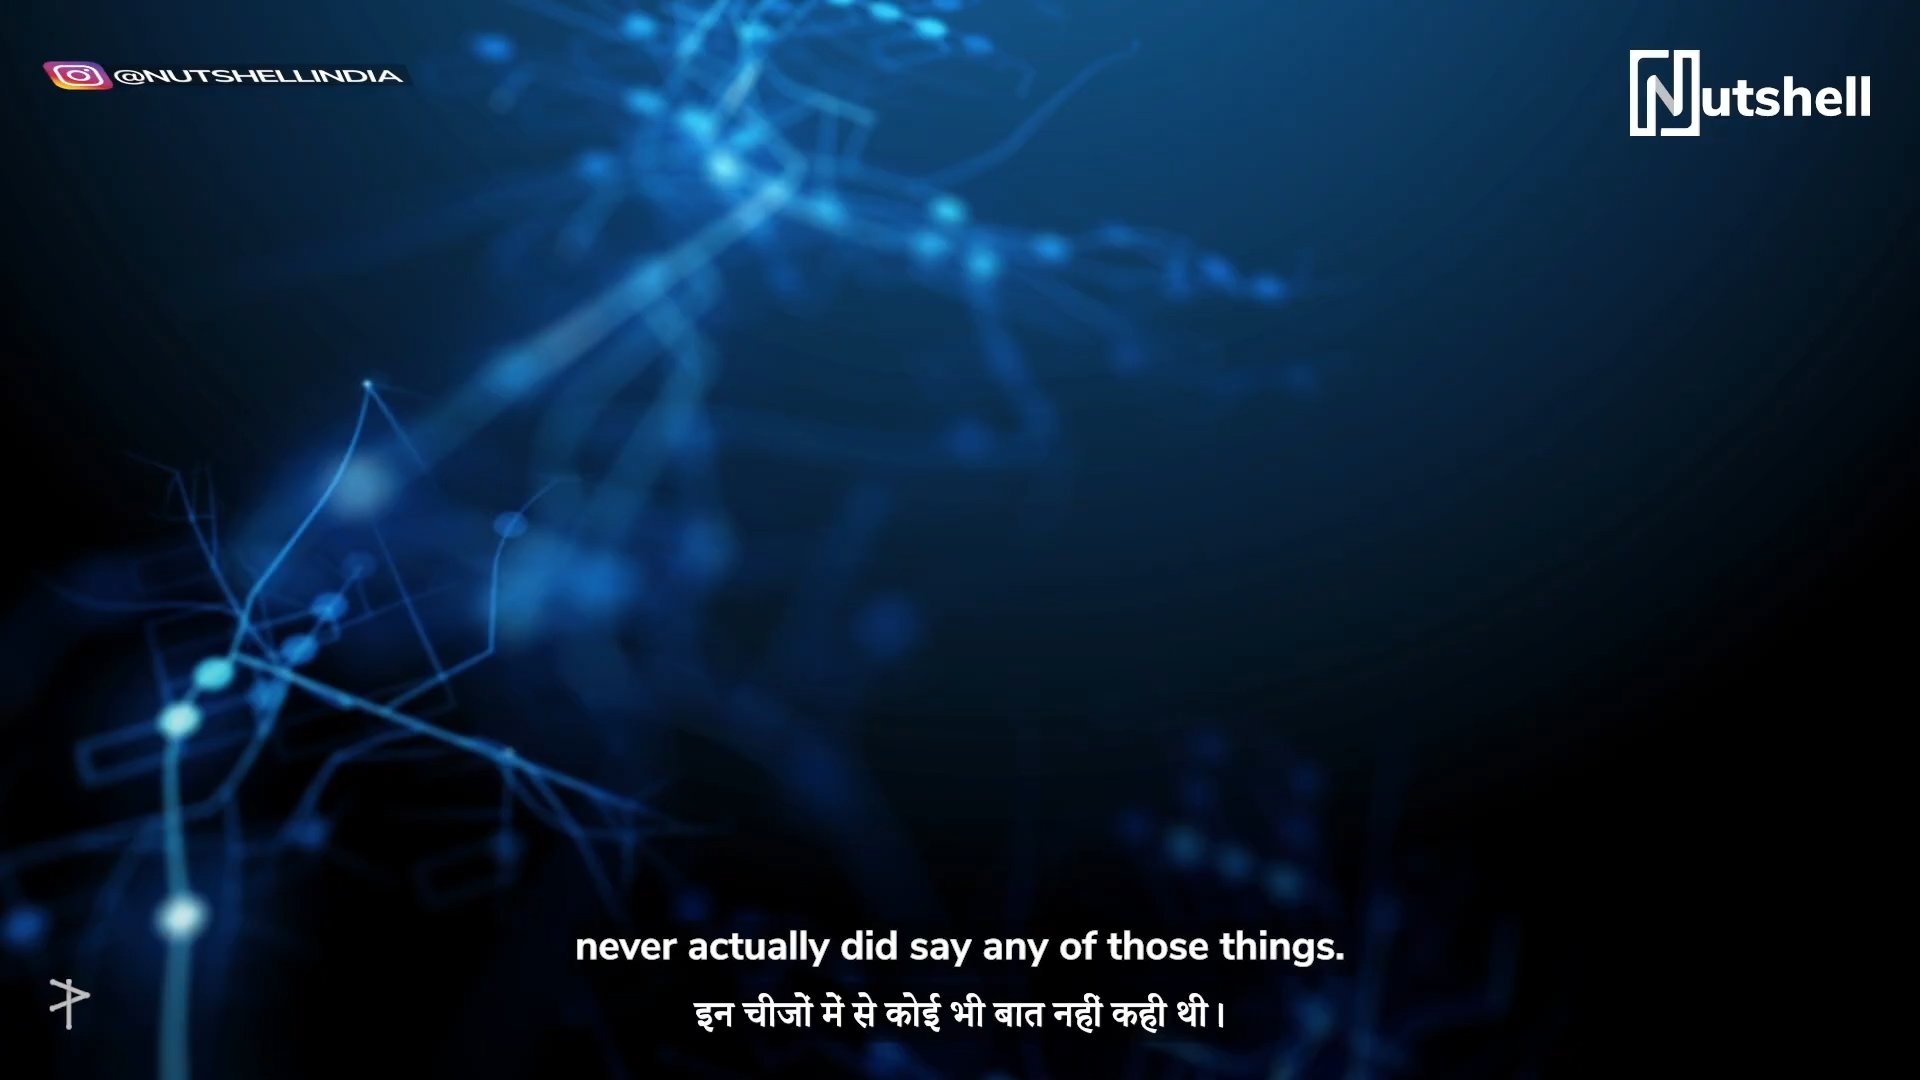 @NUTSHELLINDIA
Nutshell
never actually did say any of those things.
इन चीजों में से कोई भी बात नहीं कही थी।